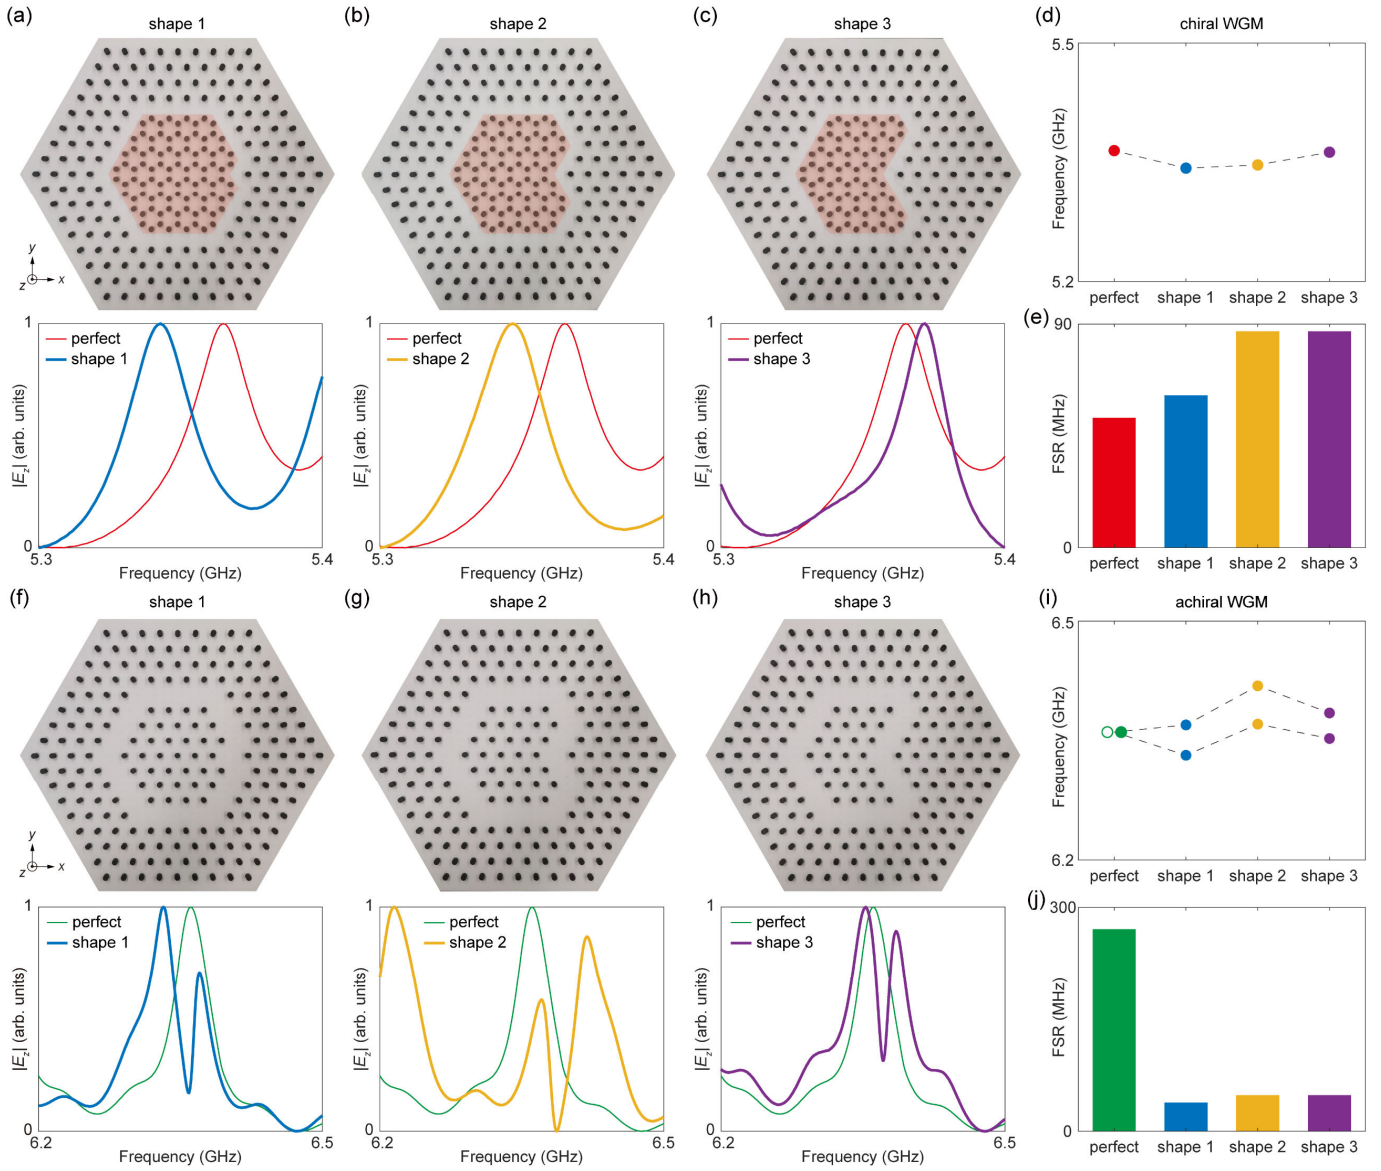 (a) shape 1
(b) shape 2
(c) shape 3
(d) chiral WGM
y
x
z
Frequency (GHz)
5.5
5.2
perfect shape 1 shape 2 shape 3
|Ez| (arb. units)
1
0
perfect
shape 1
5.3 5.4
Frequency (GHz)
|Ez| (arb. units)
1
0
perfect
shape 2
5.3 5.4
Frequency (GHz)
|Ez| (arb. units)
1
0
perfect
shape 3
5.3 5.4
Frequency (GHz)
(e)
FSR (MHz)
90
0
perfect shape 1 shape 2 shape 3
(f) shape 1
(g) shape 2
(h) shape 3
(i) achiral WGM
y
x
z
Frequency (GHz)
6.5
6.2
perfect shape 1 shape 2 shape 3
|Ez| (arb. units)
1
0
perfect
shape 1
6.2 6.5
Frequency (GHz)
|Ez| (arb. units)
1
0
perfect
shape 2
6.2 6.5
Frequency (GHz)
|Ez| (arb. units)
1
0
perfect
shape 3
6.2 6.5
Frequency (GHz)
(j)
FSR (MHz)
300
0
perfect shape 1 shape 2 shape 3